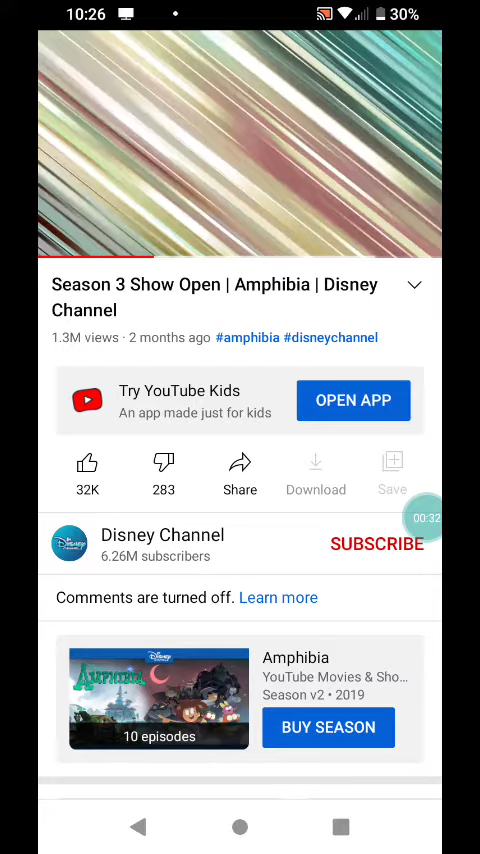 10:26
30%
Season 3 Show Open | Amphibia | Disney
Channel
1.3M views · 2 months ago #amphibia #disneychannel
Try YouTube Kids
An app made just for kids
OPEN APP
32K
283
Share
Download
Save
00:32
Disney Channel
6.26M subscribers
SUBSCRIBE
Comments are turned off. Learn more
Disney
AMPHIBIA
10 episodes
Amphibia
YouTube Movies & Sho...
Season v2 • 2019
BUY SEASON